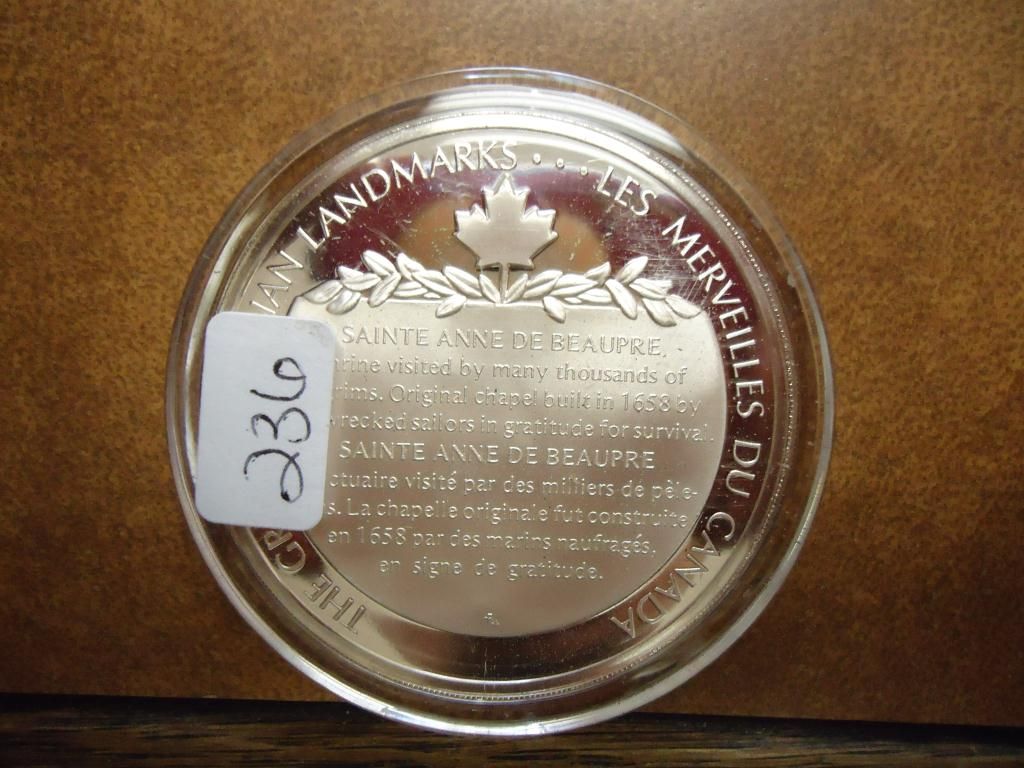 THE LANDMARKS . . . LES MERVEILLES DU CANADA
SAINTE ANNE DE BEAUPRE,
visited by many thousands of
Original chapel built in 1658 by
sailors in gratitude for survival.
SAINTE ANNE DE BEAUPRE
visité par des milliers de pèle-
La chapelle originale fut construite
en 1658 par des marins naufragés,
en signe de gratitude.
236